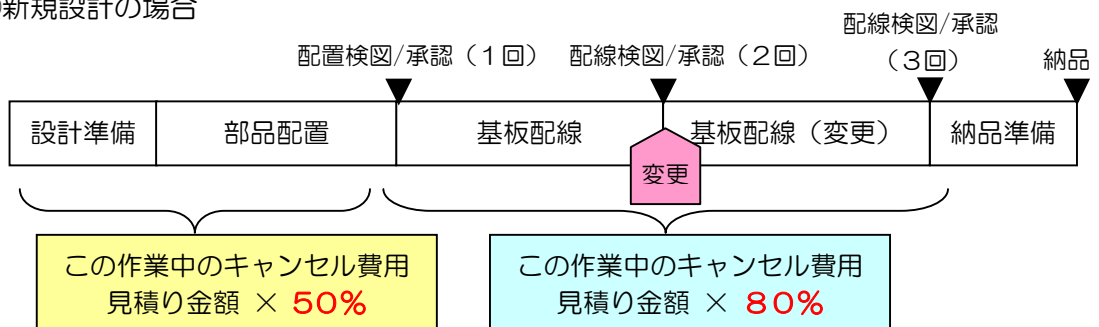 新規設計の場合
配線検図/承認
配置検図/承認（１回）
配線検図/承認（２回）
（３回）
納品
設計準備
部品配置
基板配線
基板配線（変更）
納品準備
変更
この作業中のキャンセル費用
見積り金額 × ５０%
この作業中のキャンセル費用
見積り金額 × ８０%